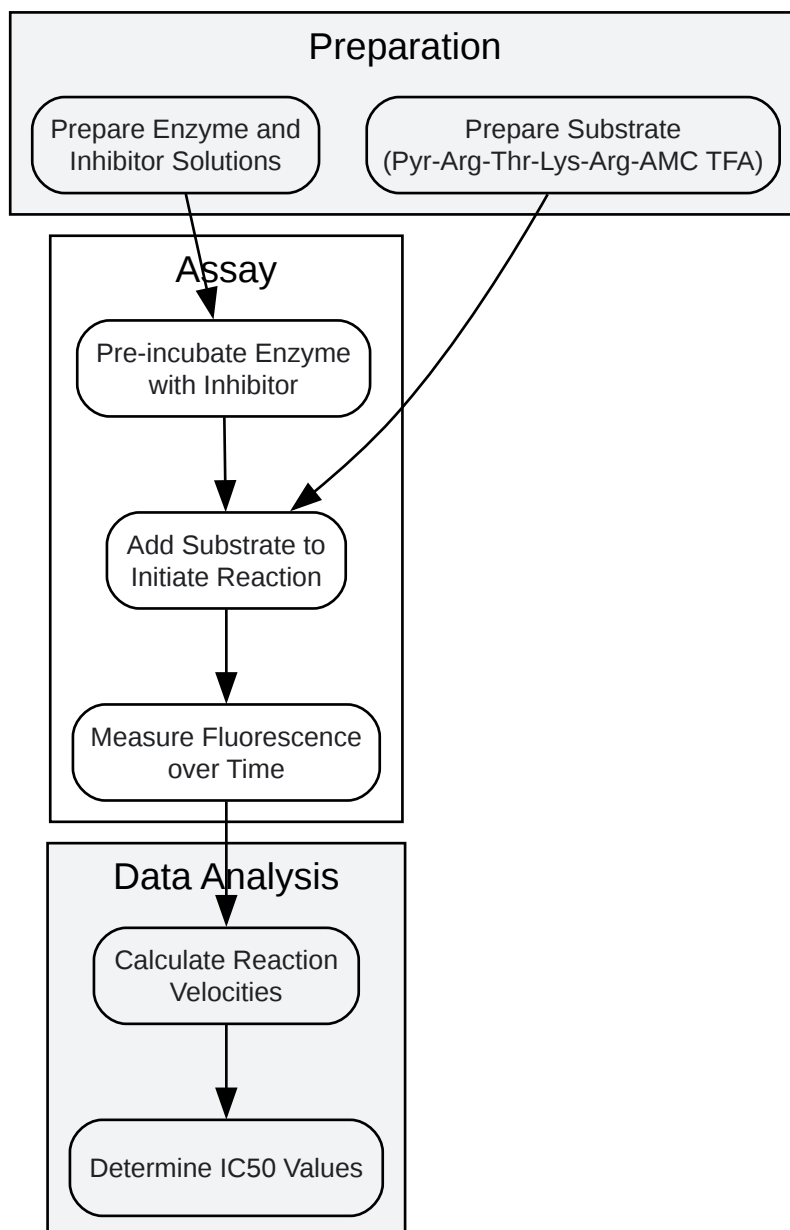 Preparation
Prepare Enzyme and
Inhibitor Solutions
Prepare Substrate
(Pyr-Arg-Thr-Lys-Arg-AMC TFA)
Assay
Pre-incubate Enzyme
with Inhibitor
Add Substrate to
Initiate Reaction
Measure Fluorescence
over Time
Data Analysis
Calculate Reaction
Velocities
Determine IC50 Values